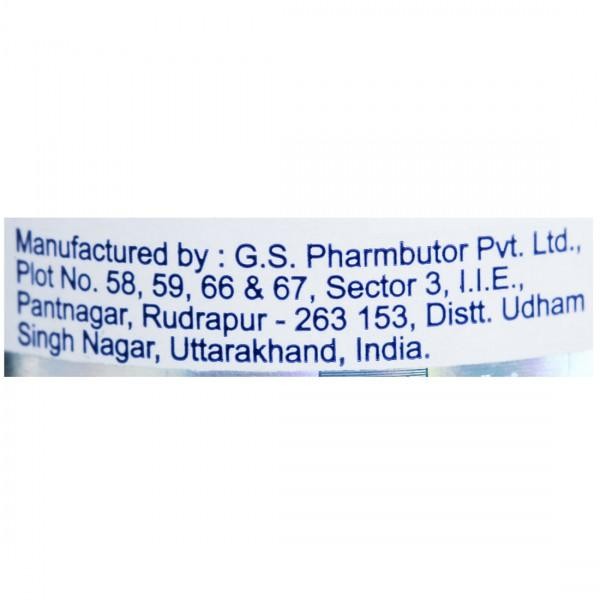 Manufactured by : G.S. Pharmbutor Pvt. Ltd.,
Plot No. 58, 59, 66 & 67, Sector 3, I.I.E.,
Pantnagar, Rudrapur - 263 153, Distt. Udham
Singh Nagar, Uttarakhand, India.